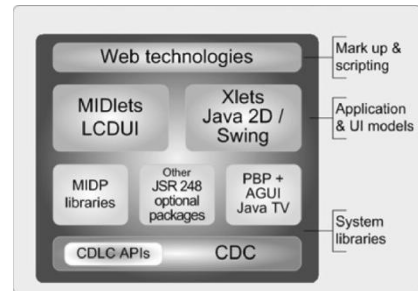 Web technologies
Mark up &
scripting
MIDlets
LCDUI
Xlets
Java 2D /
Swing
Application
& UI models
MIDP
libraries
Other
JSR 248
optional
packages
PBP +
AGUI
Java TV
System
libraries
CDLC APIs
CDC